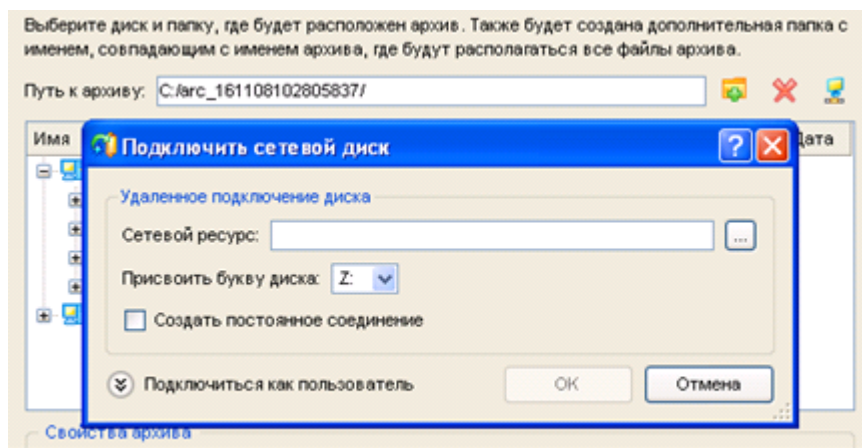 Выберите диск и папку, где будет расположен архив. Также будет создана дополнительная папка с
именем, совпадающим с именем архива, где будут располагаться все файлы архива.
Путь к архиву: C:/arc_161108102805837/
Имя
Дата
Подключить сетевой диск
Удаленное подключение диска
Сетевой ресурс:
...
Присвоить букву диска: Z:
Создать постоянное соединение
Подключиться как пользователь
OK
Отмена
Свойства архива